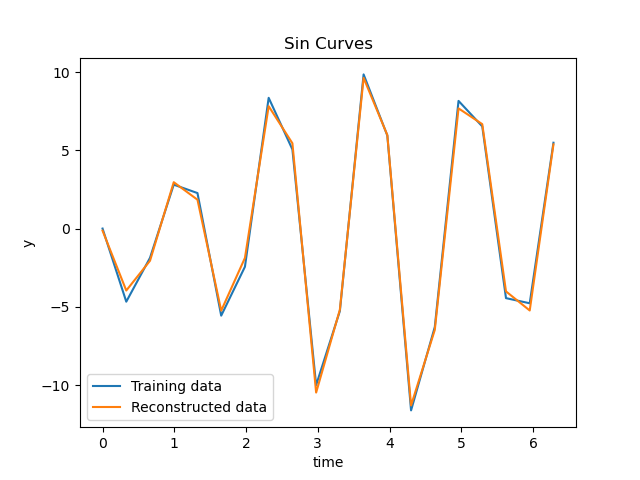 Sin Curves
10
5
0
−5
−10
y
Training data
Reconstructed data
0 1 2 3 4 5 6
time